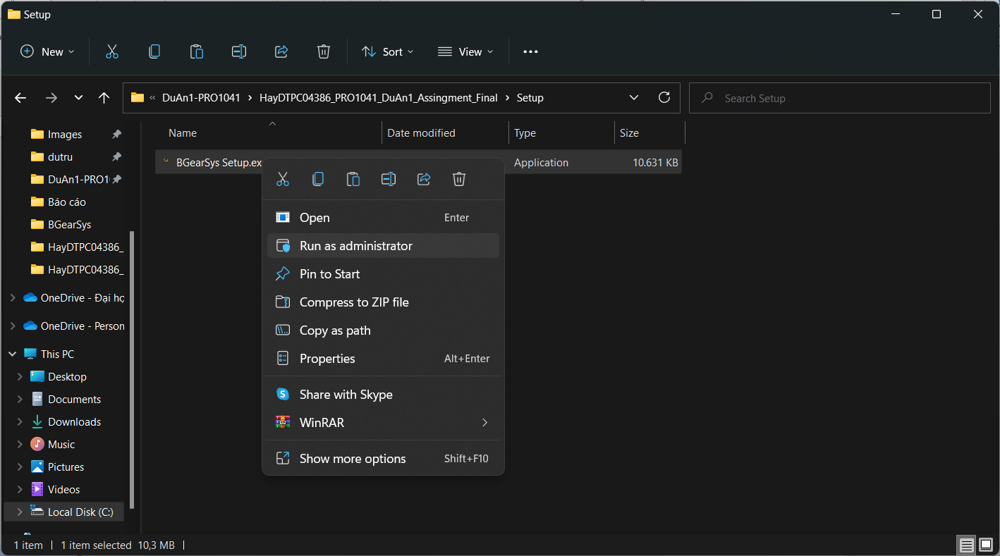 Setup
New
Sort
View
« DuAn1-PRO1041 > HayDTPC04386_PRO1041_DuAn1_Assingment_Final > Setup
Search Setup
Images
dutru
DuAn1-PRO1
Báo cáo
BGearSys
HayDTPC04386_
HayDTPC04386_
OneDrive - Đại họ
OneDrive - Person
This PC
Desktop
Documents
Downloads
Music
Pictures
Videos
Local Disk (C:)
Name Date modified Type Size
BGearSys Setup.ex Application 10.631 KB
Open Enter
Run as administrator
Pin to Start
Compress to ZIP file
Copy as path
Properties Alt+Enter
Share with Skype
WinRAR
Show more options Shift+F10
1 item 1 item selected 10,3 MB